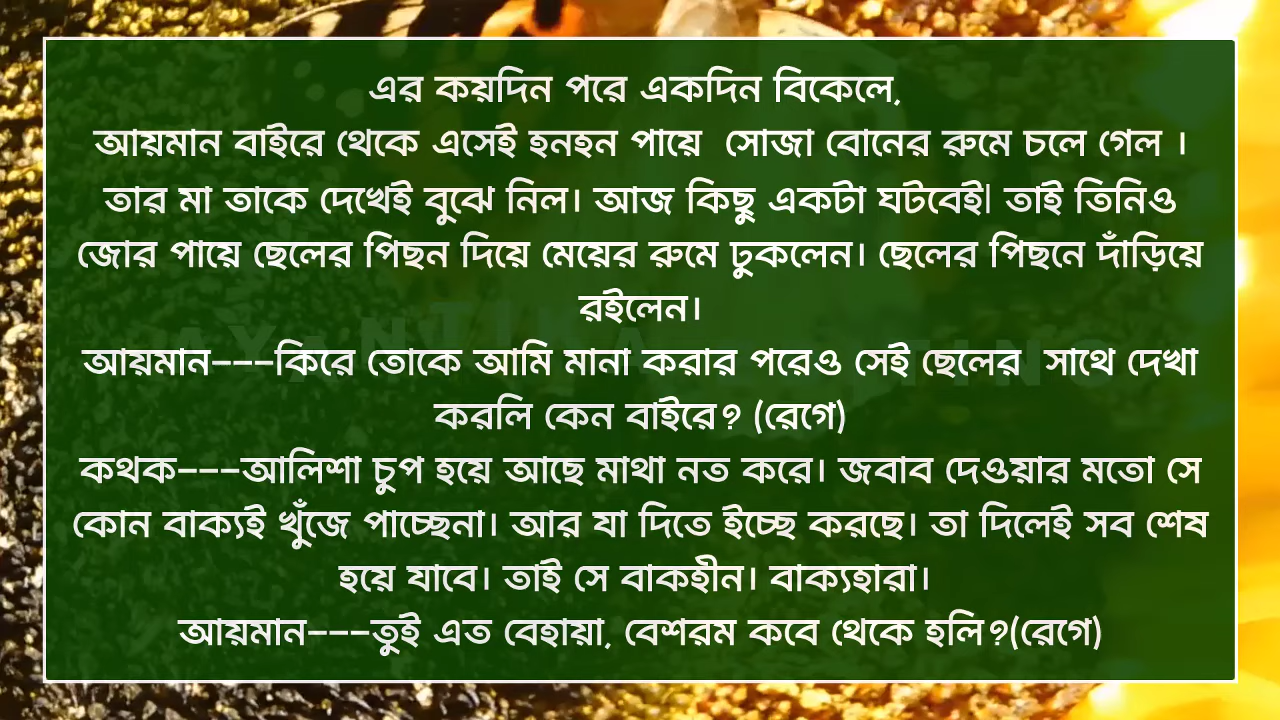 এর কয়দিন পরে একদিন বিকেলে,
আয়মান বাইরে থেকে এসেই হনহন পায়ে সোজা বোনের রুমে চলে গেল ।
তার মা তাকে দেখেই বুঝে নিল। আজ কিছু একটা ঘটবেই| তাই তিনিও
জোর পায়ে ছেলের পিছন দিয়ে মেয়ের রুমে ঢুকলেন। ছেলের পিছনে দাঁড়িয়ে
রইলেন।
আয়মান---কিরে তোকে আমি মানা করার পরেও সেই ছেলের সাথে দেখা
করলি কেন বাইরে? (রেগে)
কথক---আলিশা চুপ হয়ে আছে মাথা নত করে। জবাব দেওয়ার মতো সে
কোন বাক্যই খুঁজে পাচ্ছেনা। আর যা দিতে ইচ্ছে করছে। তা দিলেই সব শেষ
হয়ে যাবে। তাই সে বাকহীন। বাক্যহারা।
আয়মান---তুই এত বেহায়া, বেশরম কবে থেকে হলি?(রেগে)